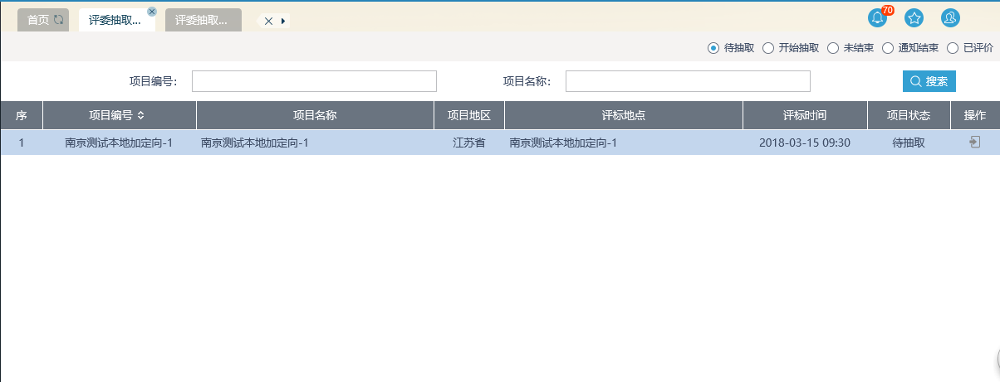 首页 评委抽取... 评委抽取...
70
待抽取 开始抽取 未结束 通知结束 已评价
项目编号: 项目名称: 搜索
序 项目编号 项目名称 项目地区 评标地点 评标时间 项目状态 操作
1 南京测试本地加定向-1 南京测试本地加定向-1 江苏省 南京测试本地加定向-1 2018-03-15 09:30 待抽取